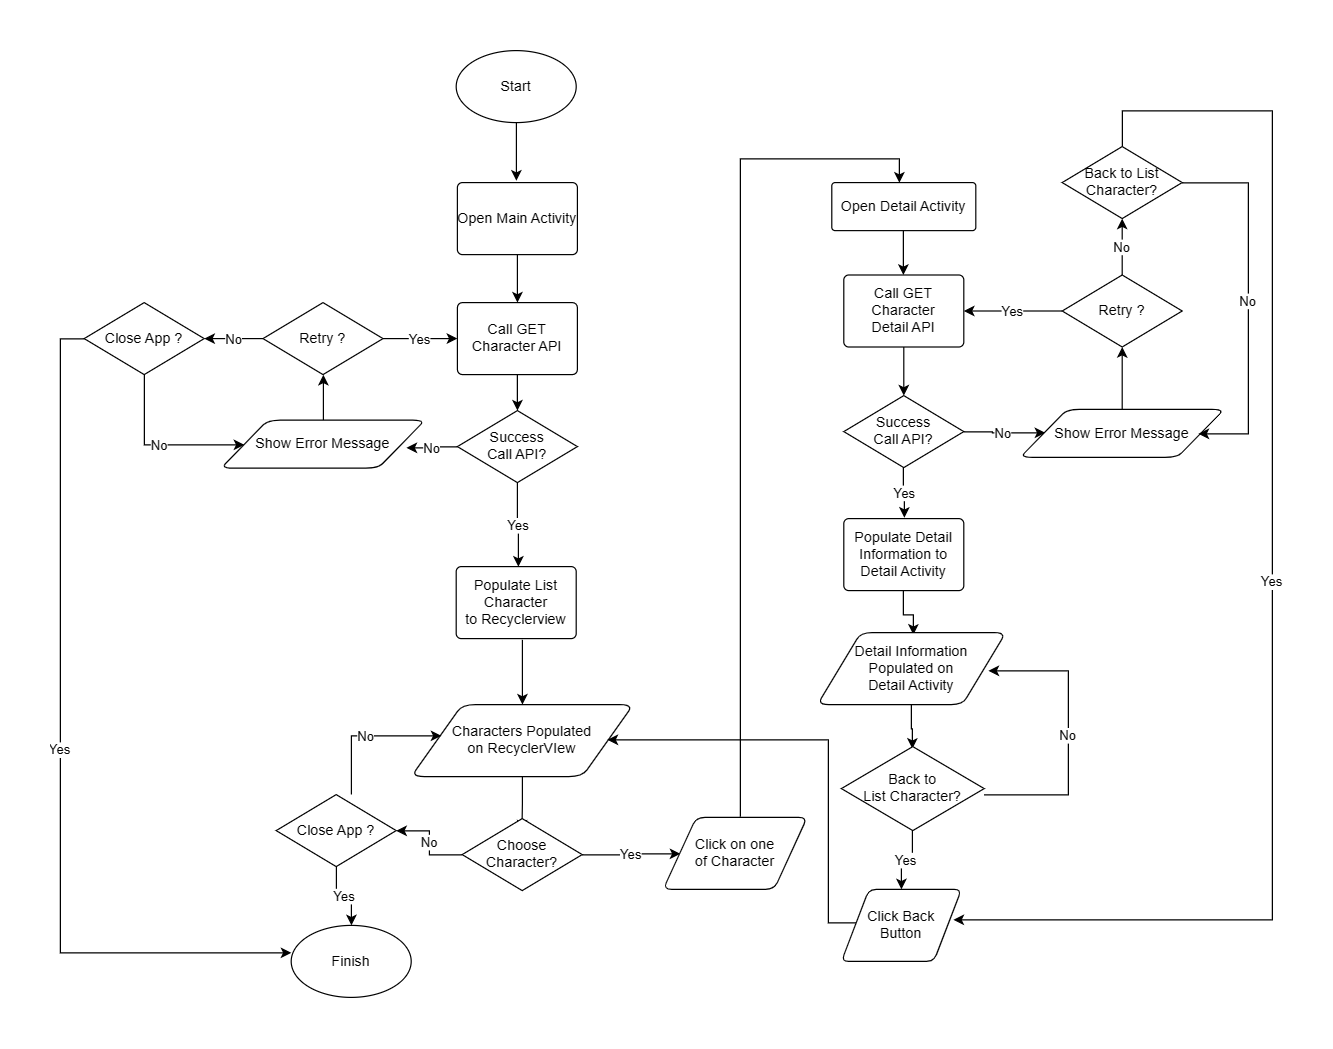 Start
Open Main Activity
Call GET
Character API
Yes
Retry ?
No
Close App ?
No
Show Error Message
No
Success
Call API?
Yes
Populate List
Character
to Recyclerview
Characters Populated
on RecyclerVIew
No
Yes
Close App ?
No
Choose
Character?
Yes
Click on one
of Character
Yes
Finish
Open Detail Activity
Call GET
Character
Detail API
Yes
Retry ?
No
Back to List
Character?
No
Success
Call API?
No
Show Error Message
Yes
Populate Detail
Information to
Detail Activity
Yes
Detail Information
Populated on
Detail Activity
No
Back to
List Character?
Yes
Click Back
Button